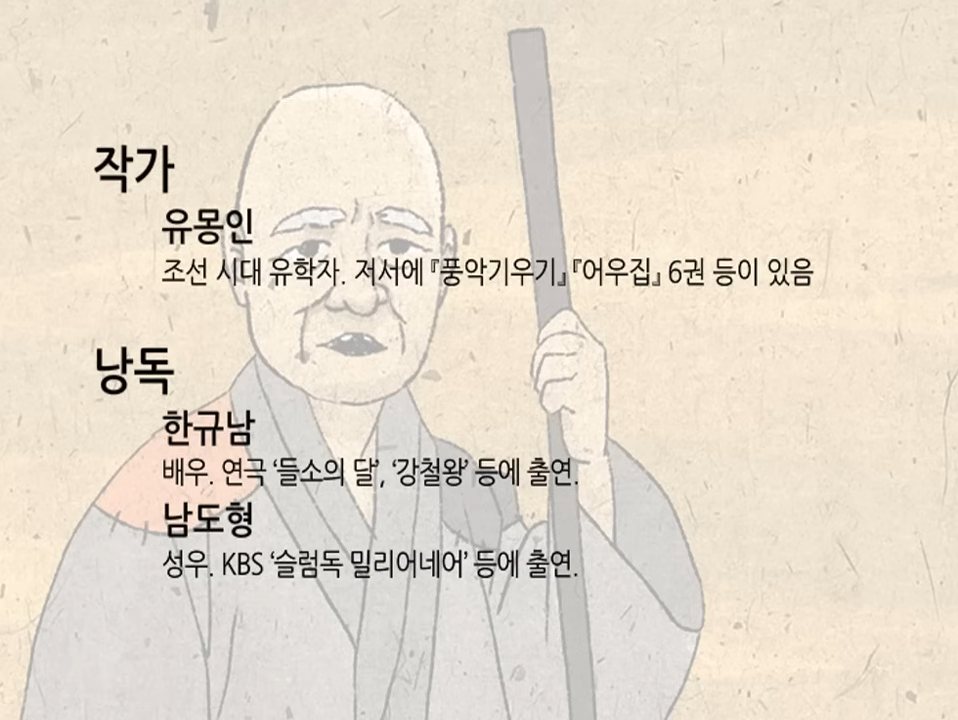 작가
유몽인
조선 시대 유학자. 저서에 『풍악기우기』 『어우집』 6권 등이 있음
낭독
한규남
배우. 연극 ‘들소의 달’, ‘강철왕’ 등에 출연.
남도형
성우. KBS ‘슬럼독 밀리어네어’ 등에 출연.